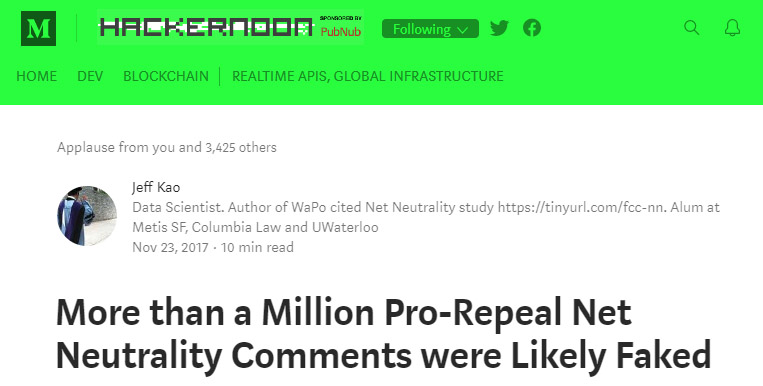 M HACKERNOON SPONSORED BY PubNub Following
HOME DEV BLOCKCHAIN REALTIME APIS, GLOBAL INFRASTRUCTURE
Applause from you and 3,425 others
Jeff Kao
Data Scientist. Author of WaPo cited Net Neutrality study https://tinyurl.com/fcc-nn. Alum at
Metis SF, Columbia Law and UWaterloo
Nov 23, 2017 · 10 min read
More than a Million Pro-Repeal Net
Neutrality Comments were Likely Faked